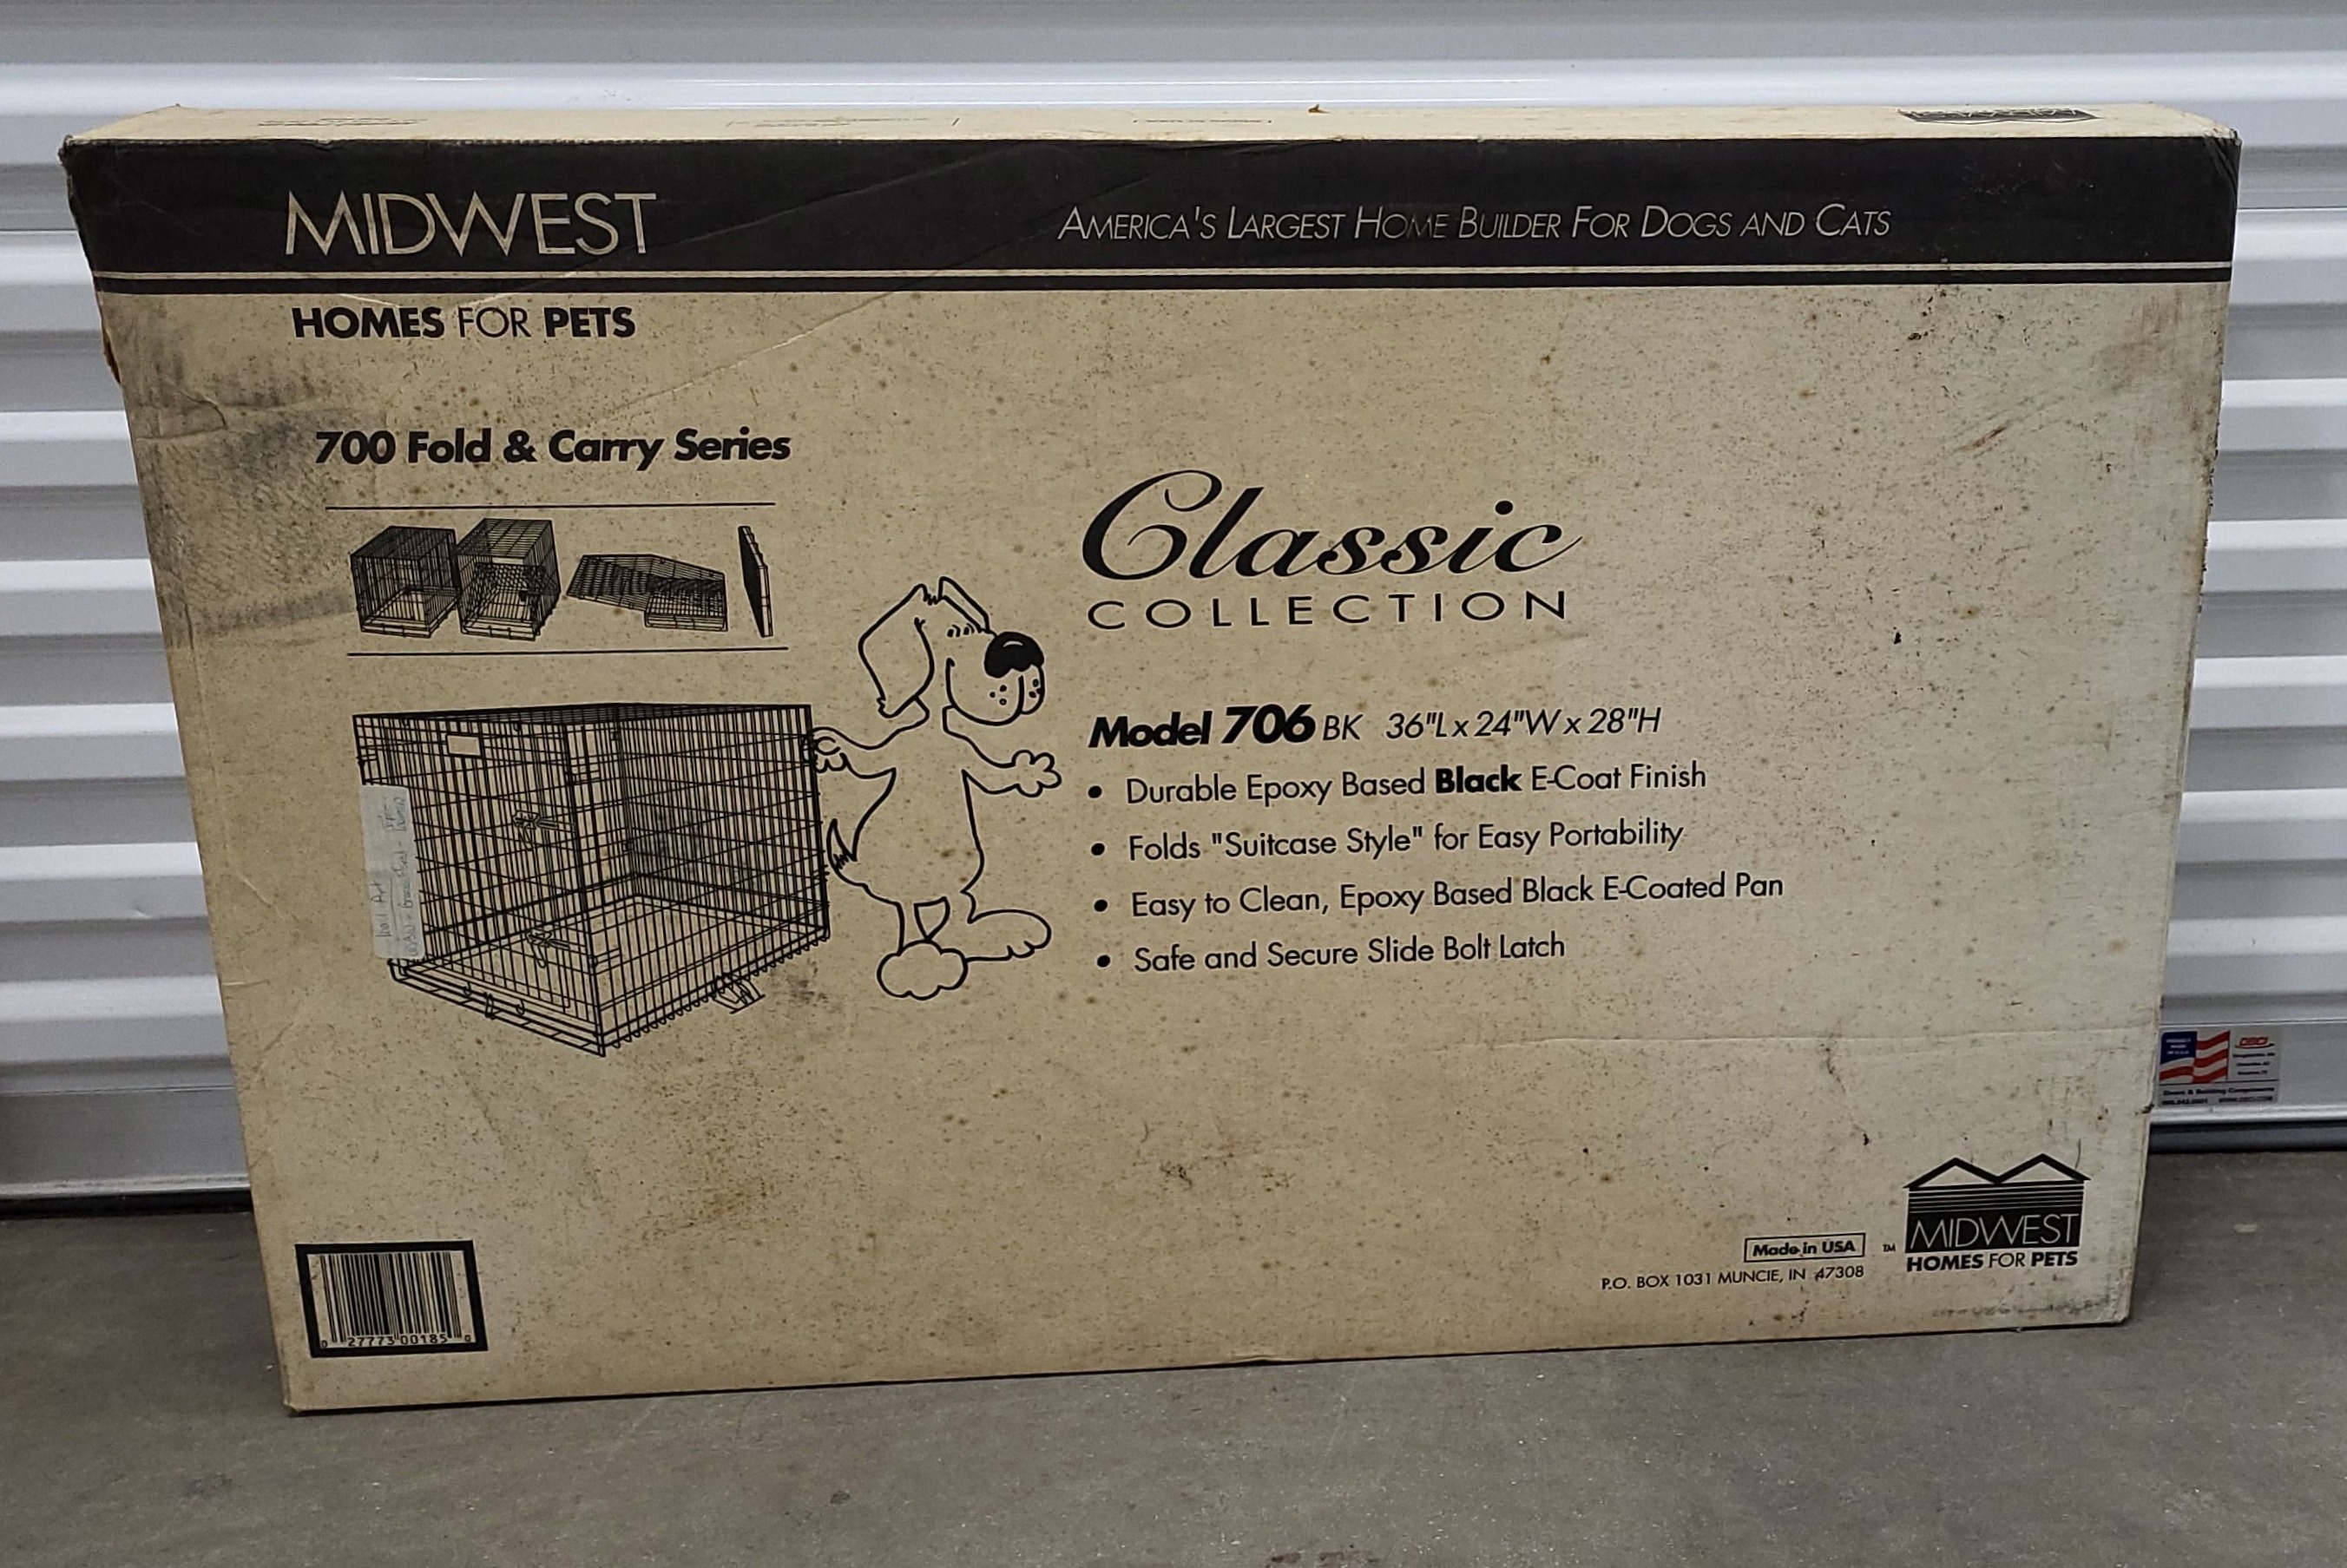 MIDWEST
AMERICA'S LARGEST HOME BUILDER FOR DOGS AND CATS
HOMES FOR PETS
700 Fold & Carry Series
Classic
COLLECTION
Model 706 BK 36"L x 24"W x 28"H
• Durable Epoxy Based Black E-Coat Finish
• Folds "Suitcase Style" for Easy Portability
• Easy to Clean, Epoxy Based Black E-Coated Pan
• Safe and Secure Slide Bolt Latch
0 27773 00185 0
Made in USA
P.O. BOX 1031 MUNCIE, IN 47308
TM
MIDWEST
HOMES FOR PETS